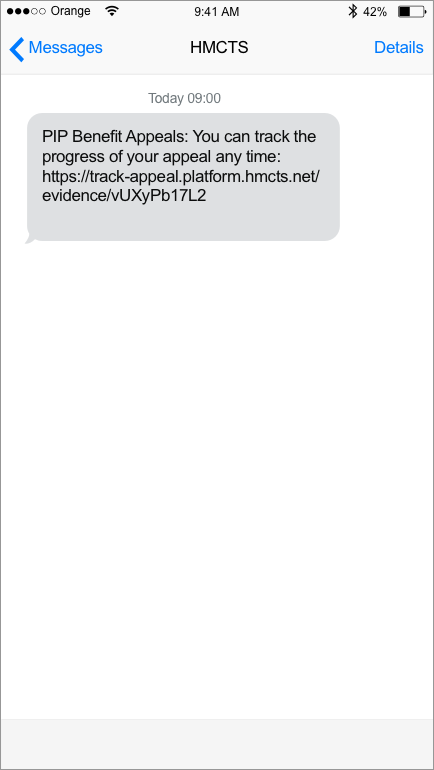 Orange 9:41 AM 42%
Messages HMCTS Details
Today 09:00
PIP Benefit Appeals: You can track the
progress of your appeal any time:
https://track-appeal.platform.hmcts.net/
evidence/vUXyPb17L2